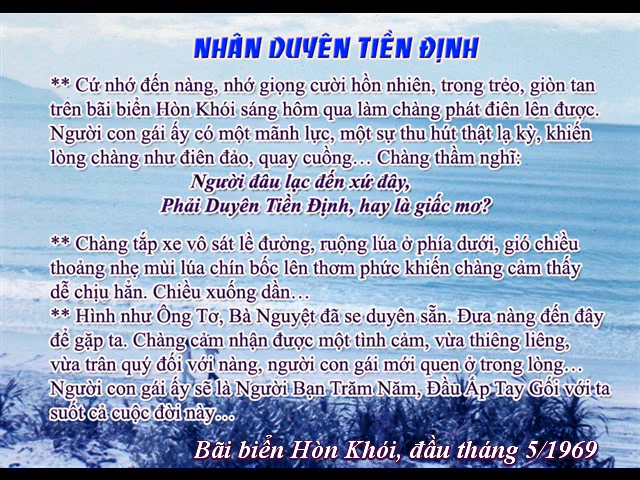 NHÂN DUYÊN TIỀN ĐỊNH
** Cứ nhớ đến nàng, nhớ giọng cười hồn nhiên, trong trẻo, giòn tan
trên bãi biển Hòn Khói sáng hôm qua làm chàng phát điên lên được.
Người con gái ấy có một mãnh lực, một sự thu hút thật lạ kỳ, khiến
lòng chàng như điên đảo, quay cuồng… Chàng thầm nghĩ:
Người đâu lạc đến xứ đây,
Phải Duyên Tiền Định, hay là giấc mơ?
** Chàng tắp xe vô sát lề đường, ruộng lúa ở phía dưới, gió chiều
thoảng nhẹ mùi lúa chín bốc lên thơm phức khiến chàng cảm thấy
dễ chịu hẳn. Chiều xuống dần…
** Hình như Ông Tơ, Bà Nguyệt đã se duyên sẵn. Đưa nàng đến đây
để gặp ta. Chàng cảm nhận được một tình cảm, vừa thiêng liêng,
vừa trân quý đối với nàng, người con gái mới quen ở trong lòng…
Người con gái ấy sẽ là Người Bạn Trăm Năm, Đầu Ấp Tay Gối với ta
suốt cả cuộc đời này…
Bãi biển Hòn Khói, đầu tháng 5/1969